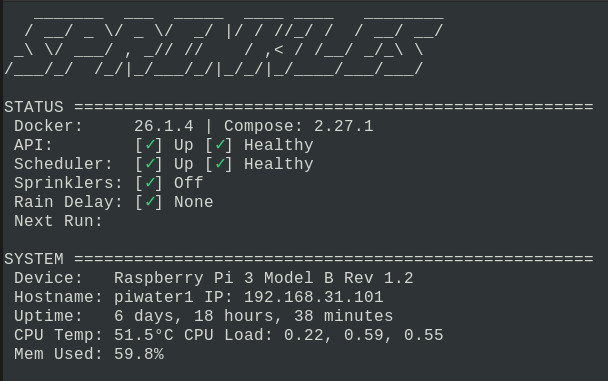 SPRINKLES
STATUS ====================================================
Docker: 26.1.4 | Compose: 2.27.1
API: [✓] Up [✓] Healthy
Scheduler: [✓] Up [✓] Healthy
Sprinklers: [✓] Off
Rain Delay: [✓] None
Next Run:
SYSTEM ====================================================
Device: Raspberry Pi 3 Model B Rev 1.2
Hostname: piwater1 IP: 192.168.31.101
Uptime: 6 days, 18 hours, 38 minutes
CPU Temp: 51.5°C CPU Load: 0.22, 0.59, 0.55
Mem Used: 59.8%